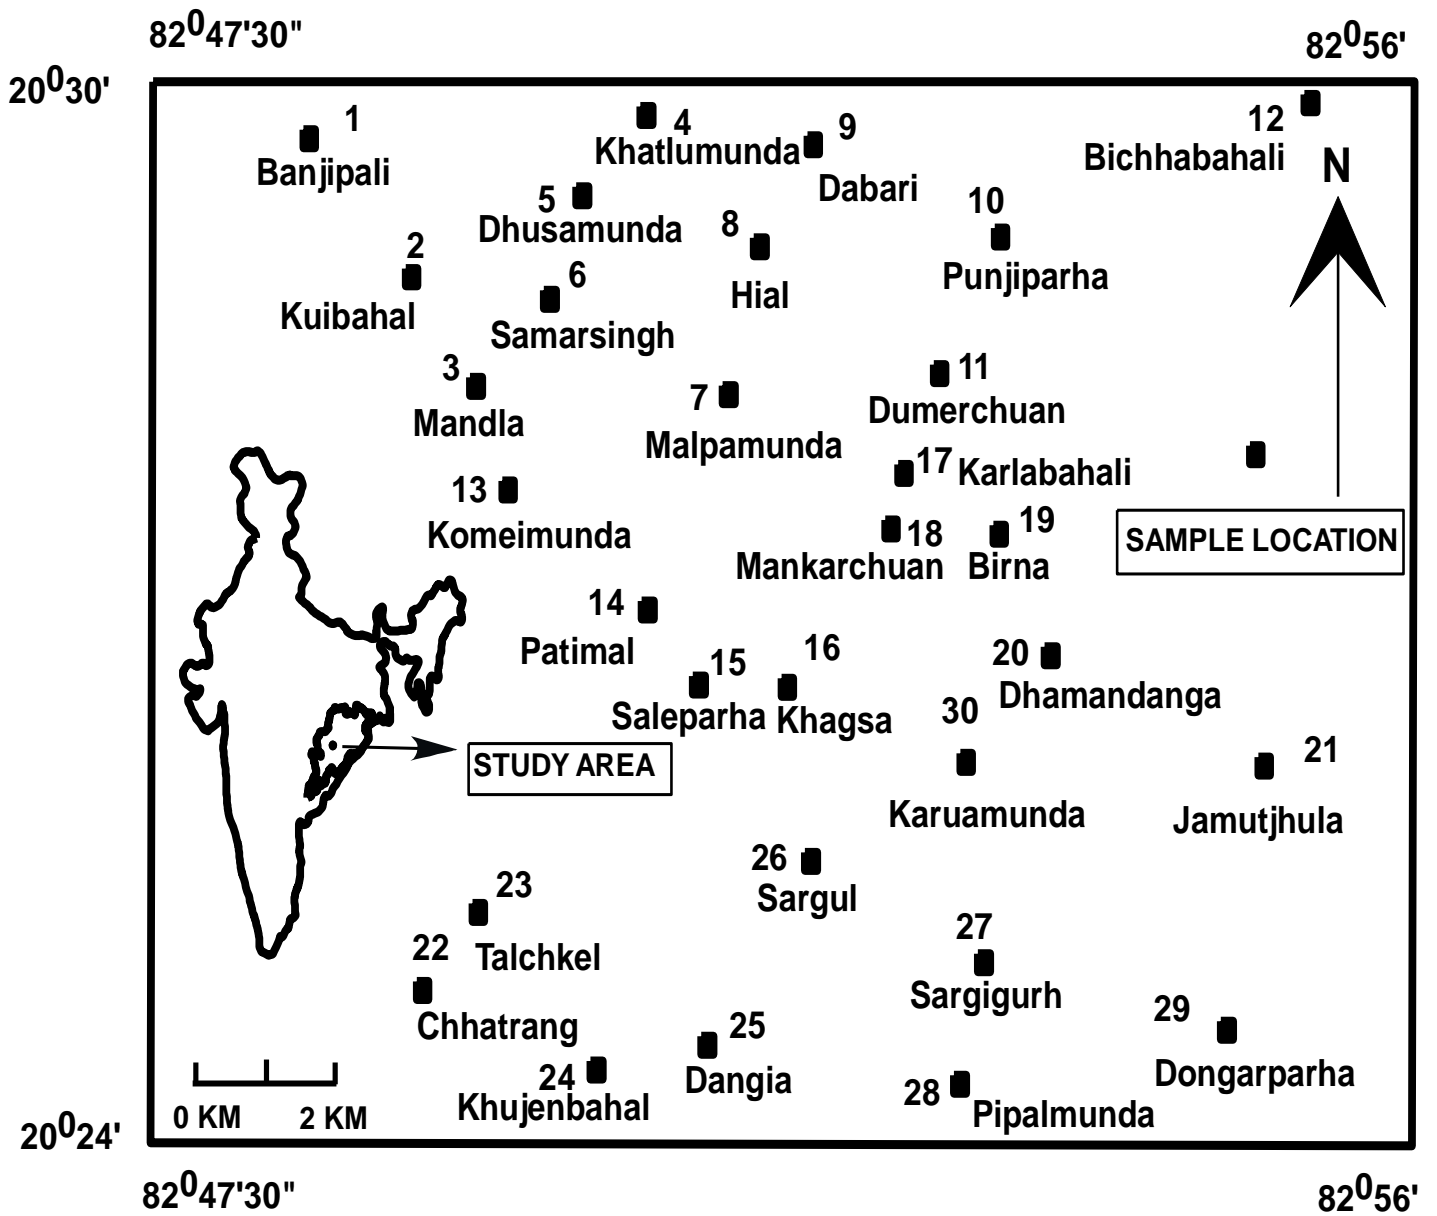 82⁰47'30"
82⁰56'
20⁰30'
1
Banjipali
4
Khatlumunda
9
Dabari
12
Bichhabahali
N
5
Dhusamunda
8
Hial
10
Punjiparha
2
Kuibahal
6
Samarsingh
3
Mandla
7
Malpamunda
11
Dumerchuan
17 Karlabahali
13
Komeimunda
18
Mankarchuan
19
Birna
SAMPLE LOCATION
14
Patimal
15
Saleparha
16
Khagsa
20
Dhamandanga
30
Karuamunda
21
Jamutjhula
STUDY AREA
26
Sargul
23
Talchkel
22
Chhatrang
27
Sargigurh
25
Dangia
29
Dongarparha
24
Khujenbahal
28
Pipalmunda
0 KM
2 KM
20⁰24'
82⁰47'30"
82⁰56'